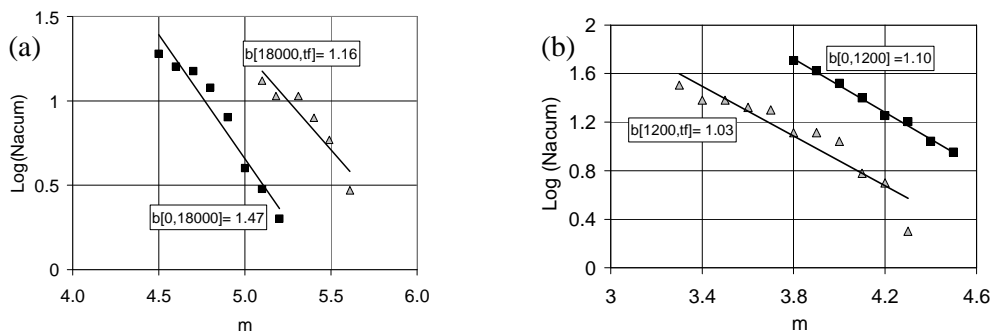 (a)
Log(Nacum)
1.5
1
0.5
0
b[18000,tf]= 1.16
b[0,18000]= 1.47
4.0 4.5 5.0 5.5 6.0
m
(b)
Log (Nacum)
2
1.6
1.2
0.8
0.4
0
b[0,1200] =1.10
b[1200,tf]= 1.03
3 3.4 3.8 4.2 4.6
m